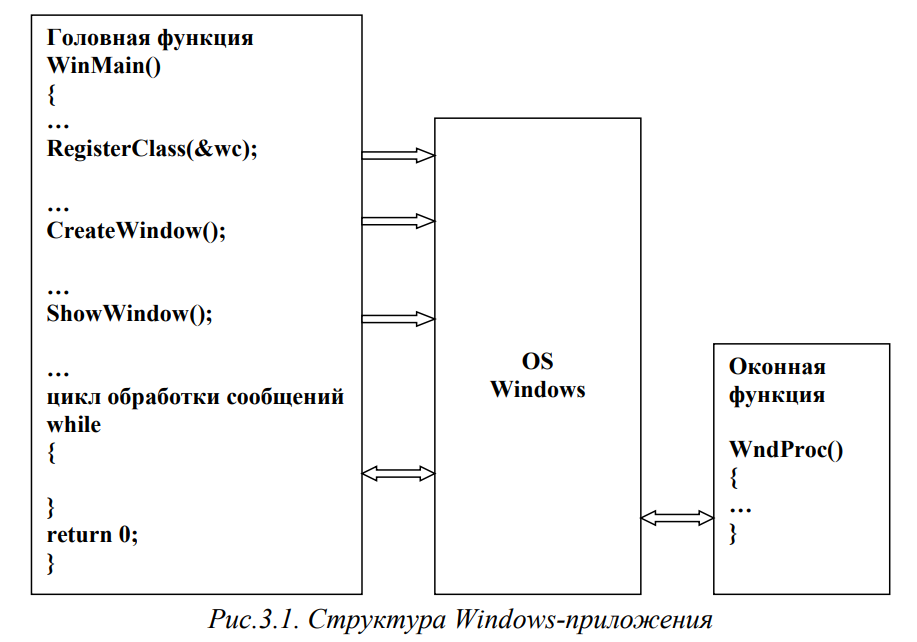 Головная функция
WinMain()
{
…
RegisterClass(&wc);
…
CreateWindow();
…
ShowWindow();
…
цикл обработки сообщений
while
{
}
return 0;
}
OS
Windows
Оконная
функция
WndProc()
{
…
}
Рис.3.1. Структура Windows-приложения